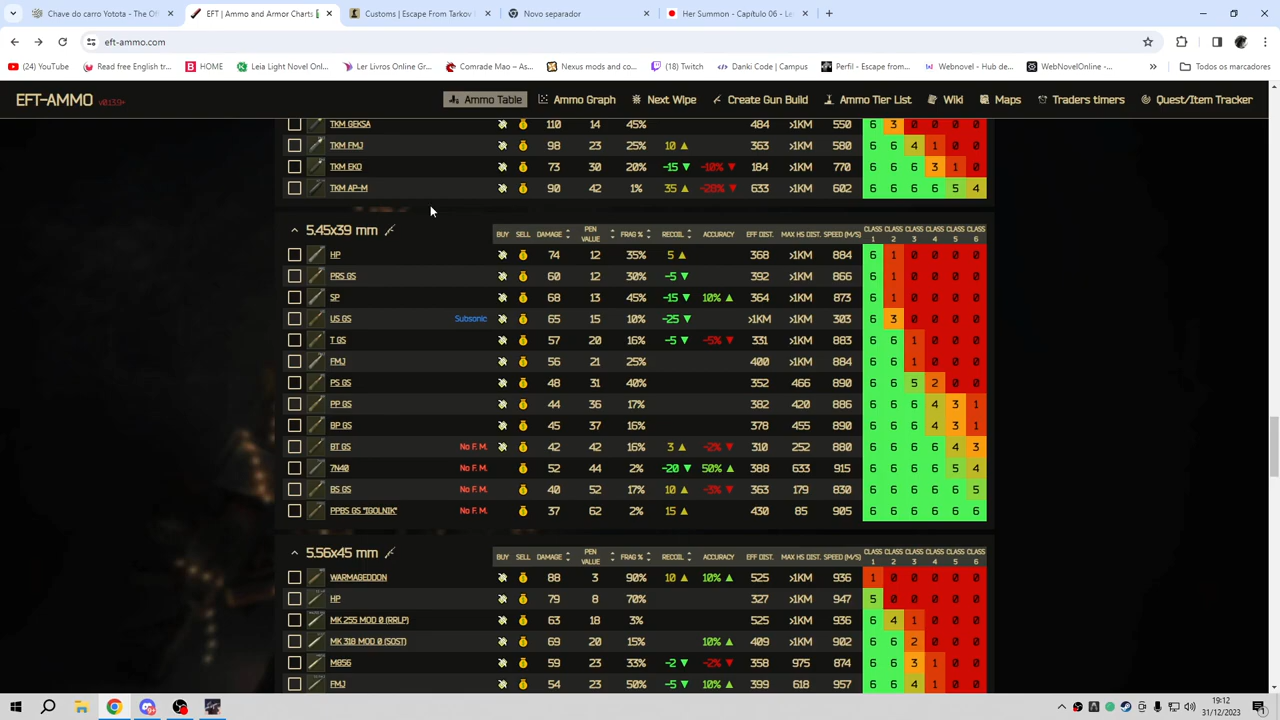 Chave do carro Yotota - The Off
EFT | Ammo and Armor Charts |
Customs | Escape From Tarkov
Novo separador
Her Summon - Capítulo 06 - Le
eft-ammo.com
(24) YouTube
Read free English tr...
HOME
Leia Light Novel Onl...
Ler Livros Online Gr...
Comrade Mao – As...
Nexus mods and co...
(18) Twitch
Danki Code | Campus
Perfil - Escape from...
Webnovel - Hub de...
WebNovelOnline -...
»
Todos os marcadores
EFT-AMMO v0.13.9+
Ammo Table
Ammo Graph
Next Wipe
Create Gun Build
Ammo Tier List
Wiki
Maps
Traders timers
Quest/Item Tracker
TKM GEKSA 110 14 45% 484 >1KM 550 6 3 0 0 0 0
TKM FMJ 98 23 25% 10 ▲ 363 >1KM 580 6 6 4 1 0 0
TKM EKO 73 30 20% -15 ▼ -10% ▼ 184 >1KM 770 6 6 6 3 1 0
TKM AP-M 90 42 1% 35 ▲ -28% ▼ 633 >1KM 602 6 6 6 6 5 4
5.45x39 mm BUY SELL DAMAGE PEN VALUE FRAG % RECOIL ACCURACY EFF DIST. MAX HS DIST. SPEED (M/S) CLASS 1 CLASS 2 CLASS 3 CLASS 4 CLASS 5 CLASS 6
HP 74 12 35% 5 ▲ 368 >1KM 884 6 1 0 0 0 0
PRS GS 60 12 30% -5 ▼ 392 >1KM 866 6 1 0 0 0 0
SP 68 13 45% -15 ▼ 10% ▲ 364 >1KM 873 6 1 0 0 0 0
US GS Subsonic 65 15 10% -25 ▼ >1KM >1KM 303 6 3 0 0 0 0
T GS 57 20 16% -5 ▼ -5% ▼ 331 >1KM 883 6 6 1 0 0 0
FMJ 56 21 25% 400 >1KM 884 6 6 1 0 0 0
PS GS 48 31 40% 352 466 890 6 6 5 2 0 0
PP GS 44 36 17% 382 420 886 6 6 6 4 3 1
BP GS 45 37 16% 378 455 890 6 6 6 4 3 1
BT GS No F. M. 42 42 16% 3 ▲ -2% ▼ 310 252 880 6 6 6 6 4 3
7N40 No F. M. 52 44 2% -20 ▼ 50% ▲ 388 633 915 6 6 6 6 5 4
BS GS No F. M. 40 52 17% 10 ▲ -3% ▼ 363 179 830 6 6 6 6 6 5
PPBS GS "IGOLNIK" No F. M. 37 62 2% 15 ▲ 430 85 905 6 6 6 6 6 6
5.56x45 mm BUY SELL DAMAGE PEN VALUE FRAG % RECOIL ACCURACY EFF DIST. MAX HS DIST. SPEED (M/S) CLASS 1 CLASS 2 CLASS 3 CLASS 4 CLASS 5 CLASS 6
WARMAGEDDON 88 3 90% 10 ▲ 10% ▲ 525 >1KM 936 1 0 0 0 0 0
HP 79 8 70% 327 >1KM 947 5 0 0 0 0 0
MK 255 MOD 0 (RRLP) 63 18 3% 525 >1KM 936 6 4 1 0 0 0
MK 318 MOD 0 (SOST) 69 20 15% 10% ▲ 409 >1KM 902 6 6 2 0 0 0
M856 59 23 33% -2 ▼ -2% ▼ 358 975 874 6 6 3 1 0 0
FMJ 54 23 50% -5 ▼ 10% ▲ 399 618 957 6 6 4 1 0 0
19:12
31/12/2023